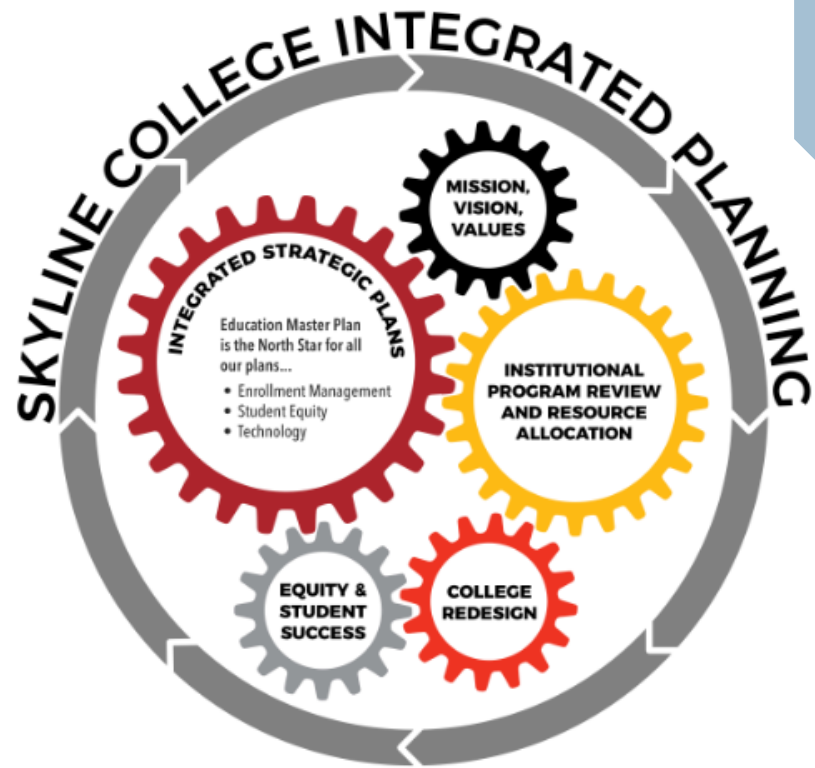 SKYLINE COLLEGE INTEGRATED PLANNING
MISSION,
VISION,
VALUES
INTEGRATED STRATEGIC PLANS
Education Master Plan
is the North Star for all
our plans...
• Enrollment Management
• Student Equity
• Technology
INSTITUTIONAL
PROGRAM REVIEW
AND RESOURCE
ALLOCATION
EQUITY &
STUDENT
SUCCESS
COLLEGE
REDESIGN